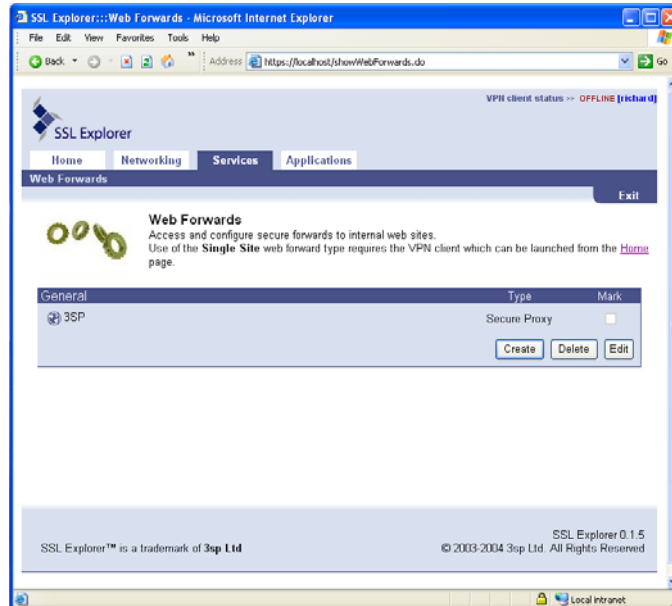 SSL Explorer:::Web Forwards - Microsoft Internet Explorer
File Edit View Favorites Tools Help
Back » Address https://localhost/showWebForwards.do Go
VPN client status >> OFFLINE [richard]
SSL Explorer
Home Networking Services Applications
Web Forwards
Exit
Web Forwards
Access and configure secure forwards to internal web sites.
Use of the Single Site web forward type requires the VPN client which can be launched from the Home
page.
General Type Mark
3SP Secure Proxy
Create Delete Edit
SSL Explorer 0.1.5
SSL Explorer™ is a trademark of 3sp Ltd © 2003-2004 3sp Ltd. All Rights Reserved
Local intranet